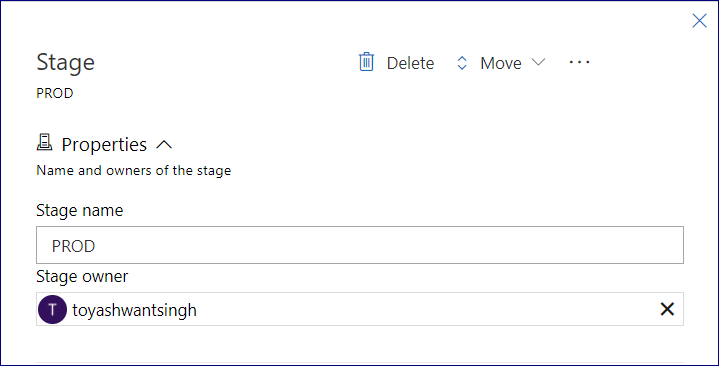 Stage
Delete
Move
...
PROD
Properties
Name and owners of the stage
Stage name
PROD
Stage owner
T
toyashwantsingh